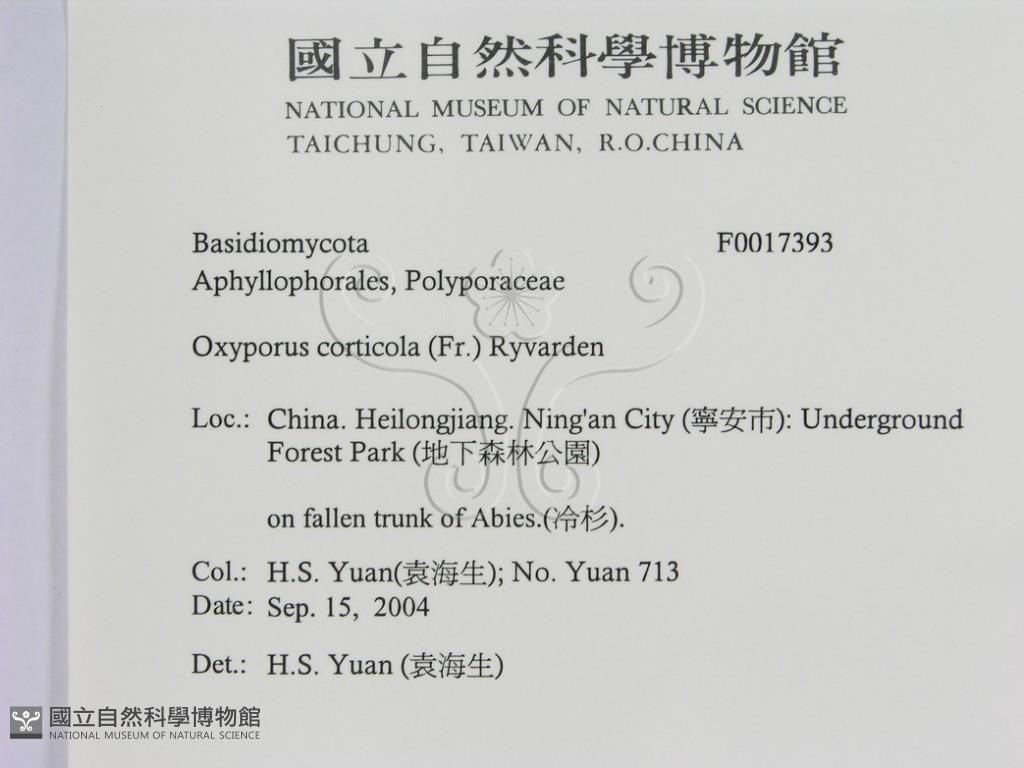 國立自然科學博物館
NATIONAL MUSEUM OF NATURAL SCIENCE
TAICHUNG, TAIWAN, R.O.CHINA
Basidiomycota F0017393
Aphyllophorales, Polyporaceae
Oxyporus corticola (Fr.) Ryvarden
Loc.: China. Heilongjiang. Ning'an City (寧安市): Underground
Forest Park (地下森林公園)
on fallen trunk of Abies.(冷杉).
Col.: H.S. Yuan(袁海生); No. Yuan 713
Date: Sep. 15, 2004
Det.: H.S. Yuan (袁海生)
國立自然科學博物館
NATIONAL MUSEUM OF NATURAL SCIENCE